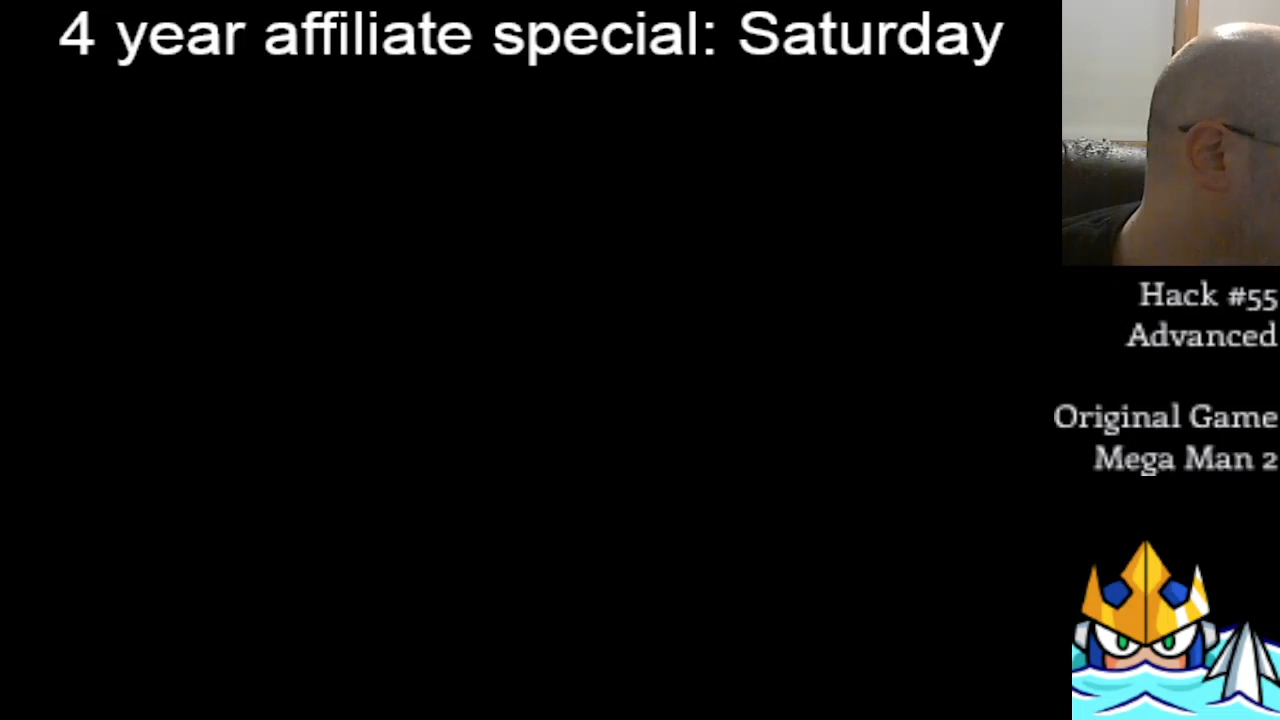 4 year affiliate special: Saturday
Hack #55
Advanced
Original Game
Mega Man 2